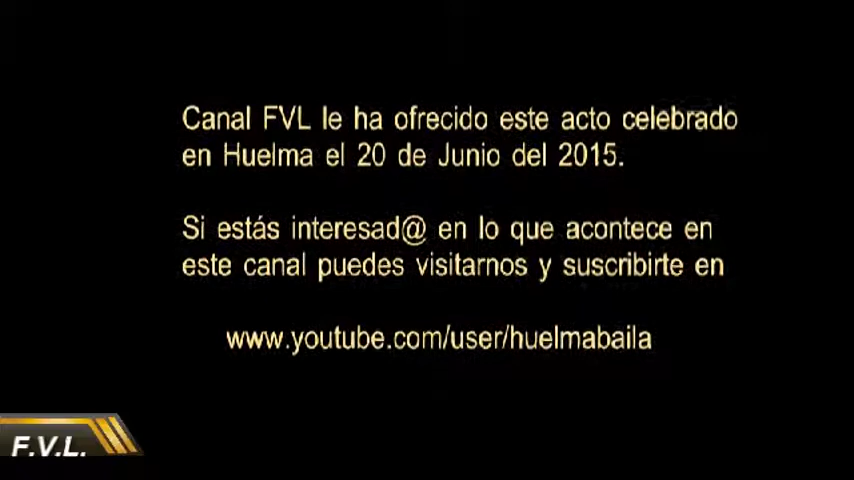 Canal FVL le ha ofrecido este acto celebrado
en Huelma el 20 de Junio del 2015.
Si estás interesad@ en lo que acontece en
este canal puedes visitarnos y suscribirte en
www.youtube.com/user/huelmabaila
F.V.L.